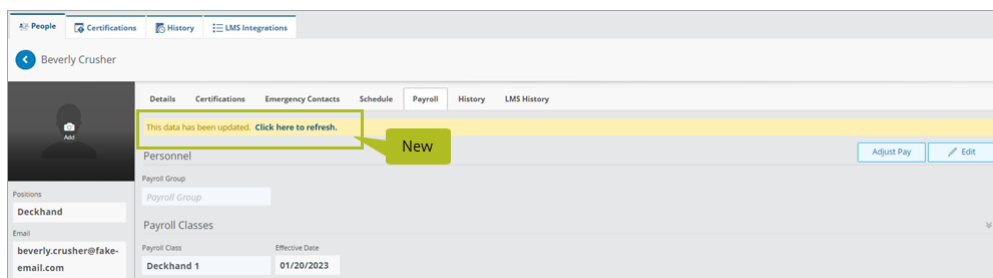 People Certifications History LMS Integrations
Beverly Crusher
Add
Details Certifications Emergency Contacts Schedule Payroll History LMS History
This data has been updated. Click here to refresh.
New
Personnel
Adjust Pay Edit
Payroll Group
Payroll Group
Payroll Classes
Payroll Class Effective Date
Deckhand 1 01/20/2023
Positions
Deckhand
Email
beverly.crusher@fake-
email.com